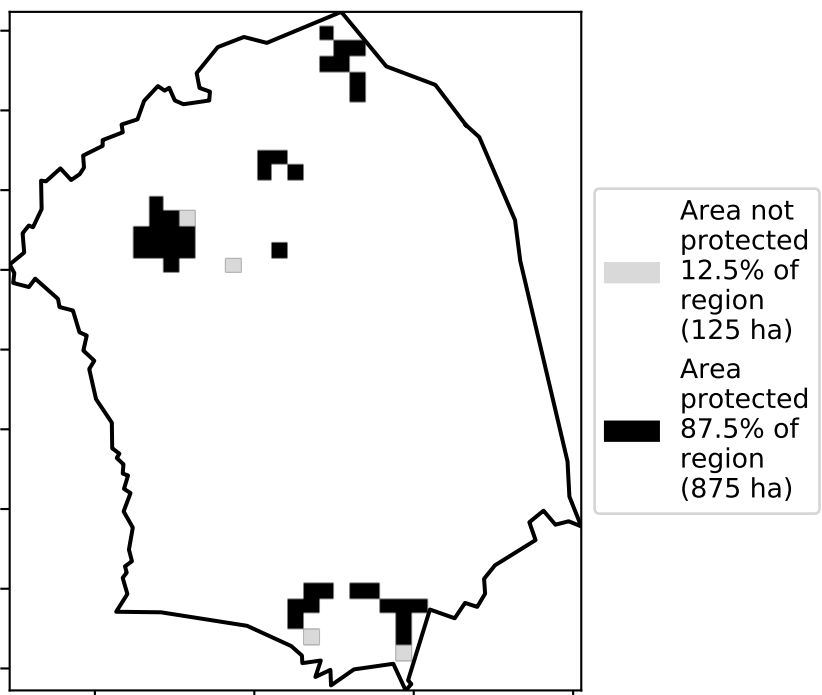 Area not
protected
12.5% of
region
(125 ha)
Area
protected
87.5% of
region
(875 ha)